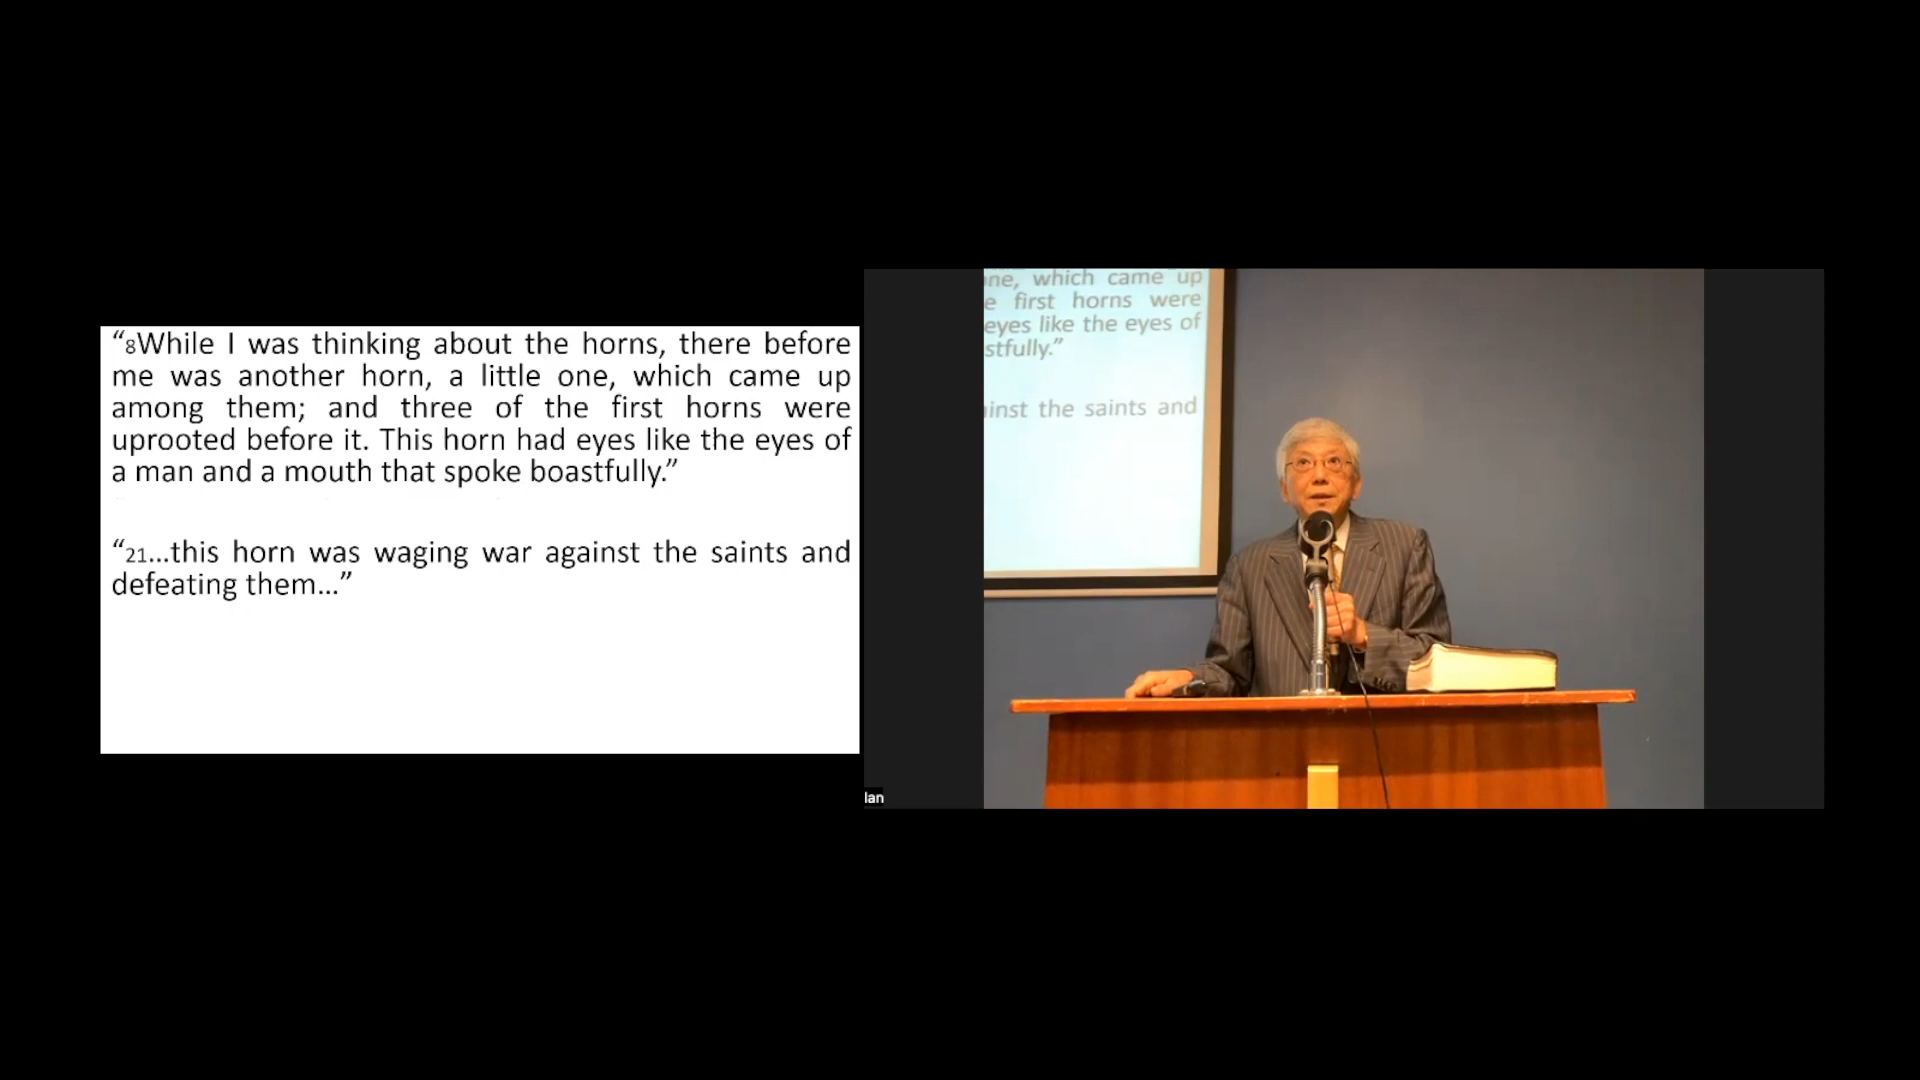 “8While I was thinking about the horns, there before
me was another horn, a little one, which came up
among them; and three of the first horns were
uprooted before it. This horn had eyes like the eyes of
a man and a mouth that spoke boastfully.”
“21...this horn was waging war against the saints and
defeating them...”
ne, which came up
e first horns were
eyes like the eyes of
stfully.”
inst the saints and
lan